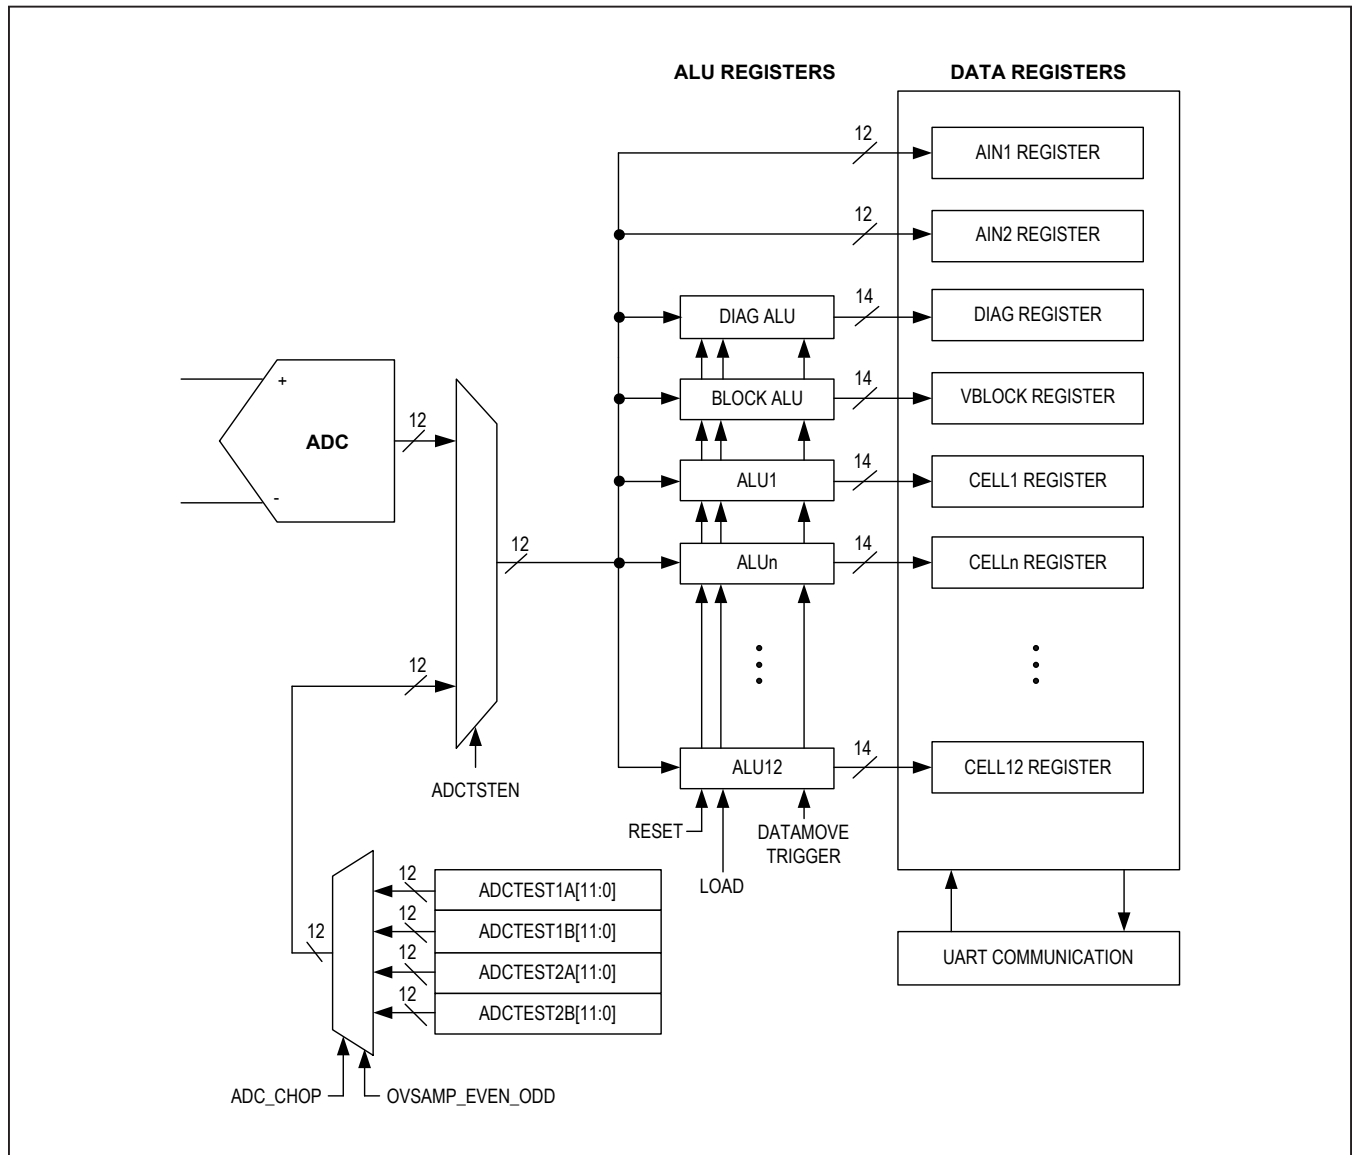 ALU REGISTERS
DATA REGISTERS
12
AIN1 REGISTER
12
AIN2 REGISTER
DIAG ALU
14
DIAG REGISTER
BLOCK ALU
14
VBLOCK REGISTER
+
ADC
-
12
ALU1
14
CELL1 REGISTER
12
ALUn
14
CELLn REGISTER
12
ADCTSTEN
ALU12
14
CELL12 REGISTER
RESET
LOAD
DATAMOVE
TRIGGER
12
ADCTEST1A[11:0]
12
ADCTEST1B[11:0]
12
ADCTEST2A[11:0]
12
ADCTEST2B[11:0]
12
ADC_CHOP
OVSAMP_EVEN_ODD
UART COMMUNICATION